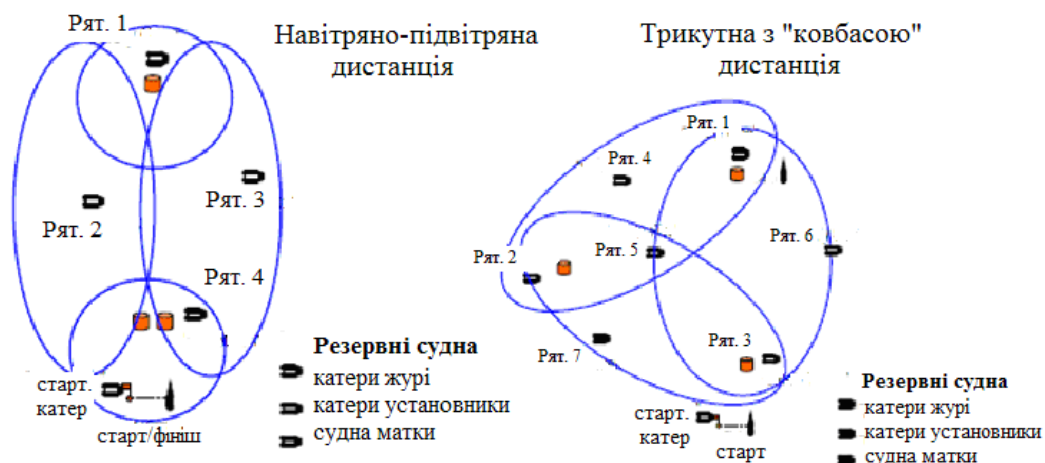 Навітряно-підвітряна
дистанція
Рят. 1
Рят. 2
Рят. 3
Рят. 4
старт.
катер
старт/фініш
Резервні судна
катери журі
катери установники
судна матки
Трикутна з "ковбасою"
дистанція
Рят. 1
Рят. 4
Рят. 2
Рят. 5
Рят. 6
Рят. 7
Рят. 3
старт.
катер
старт
Резервні судна
катери журі
катери установники
судна матки